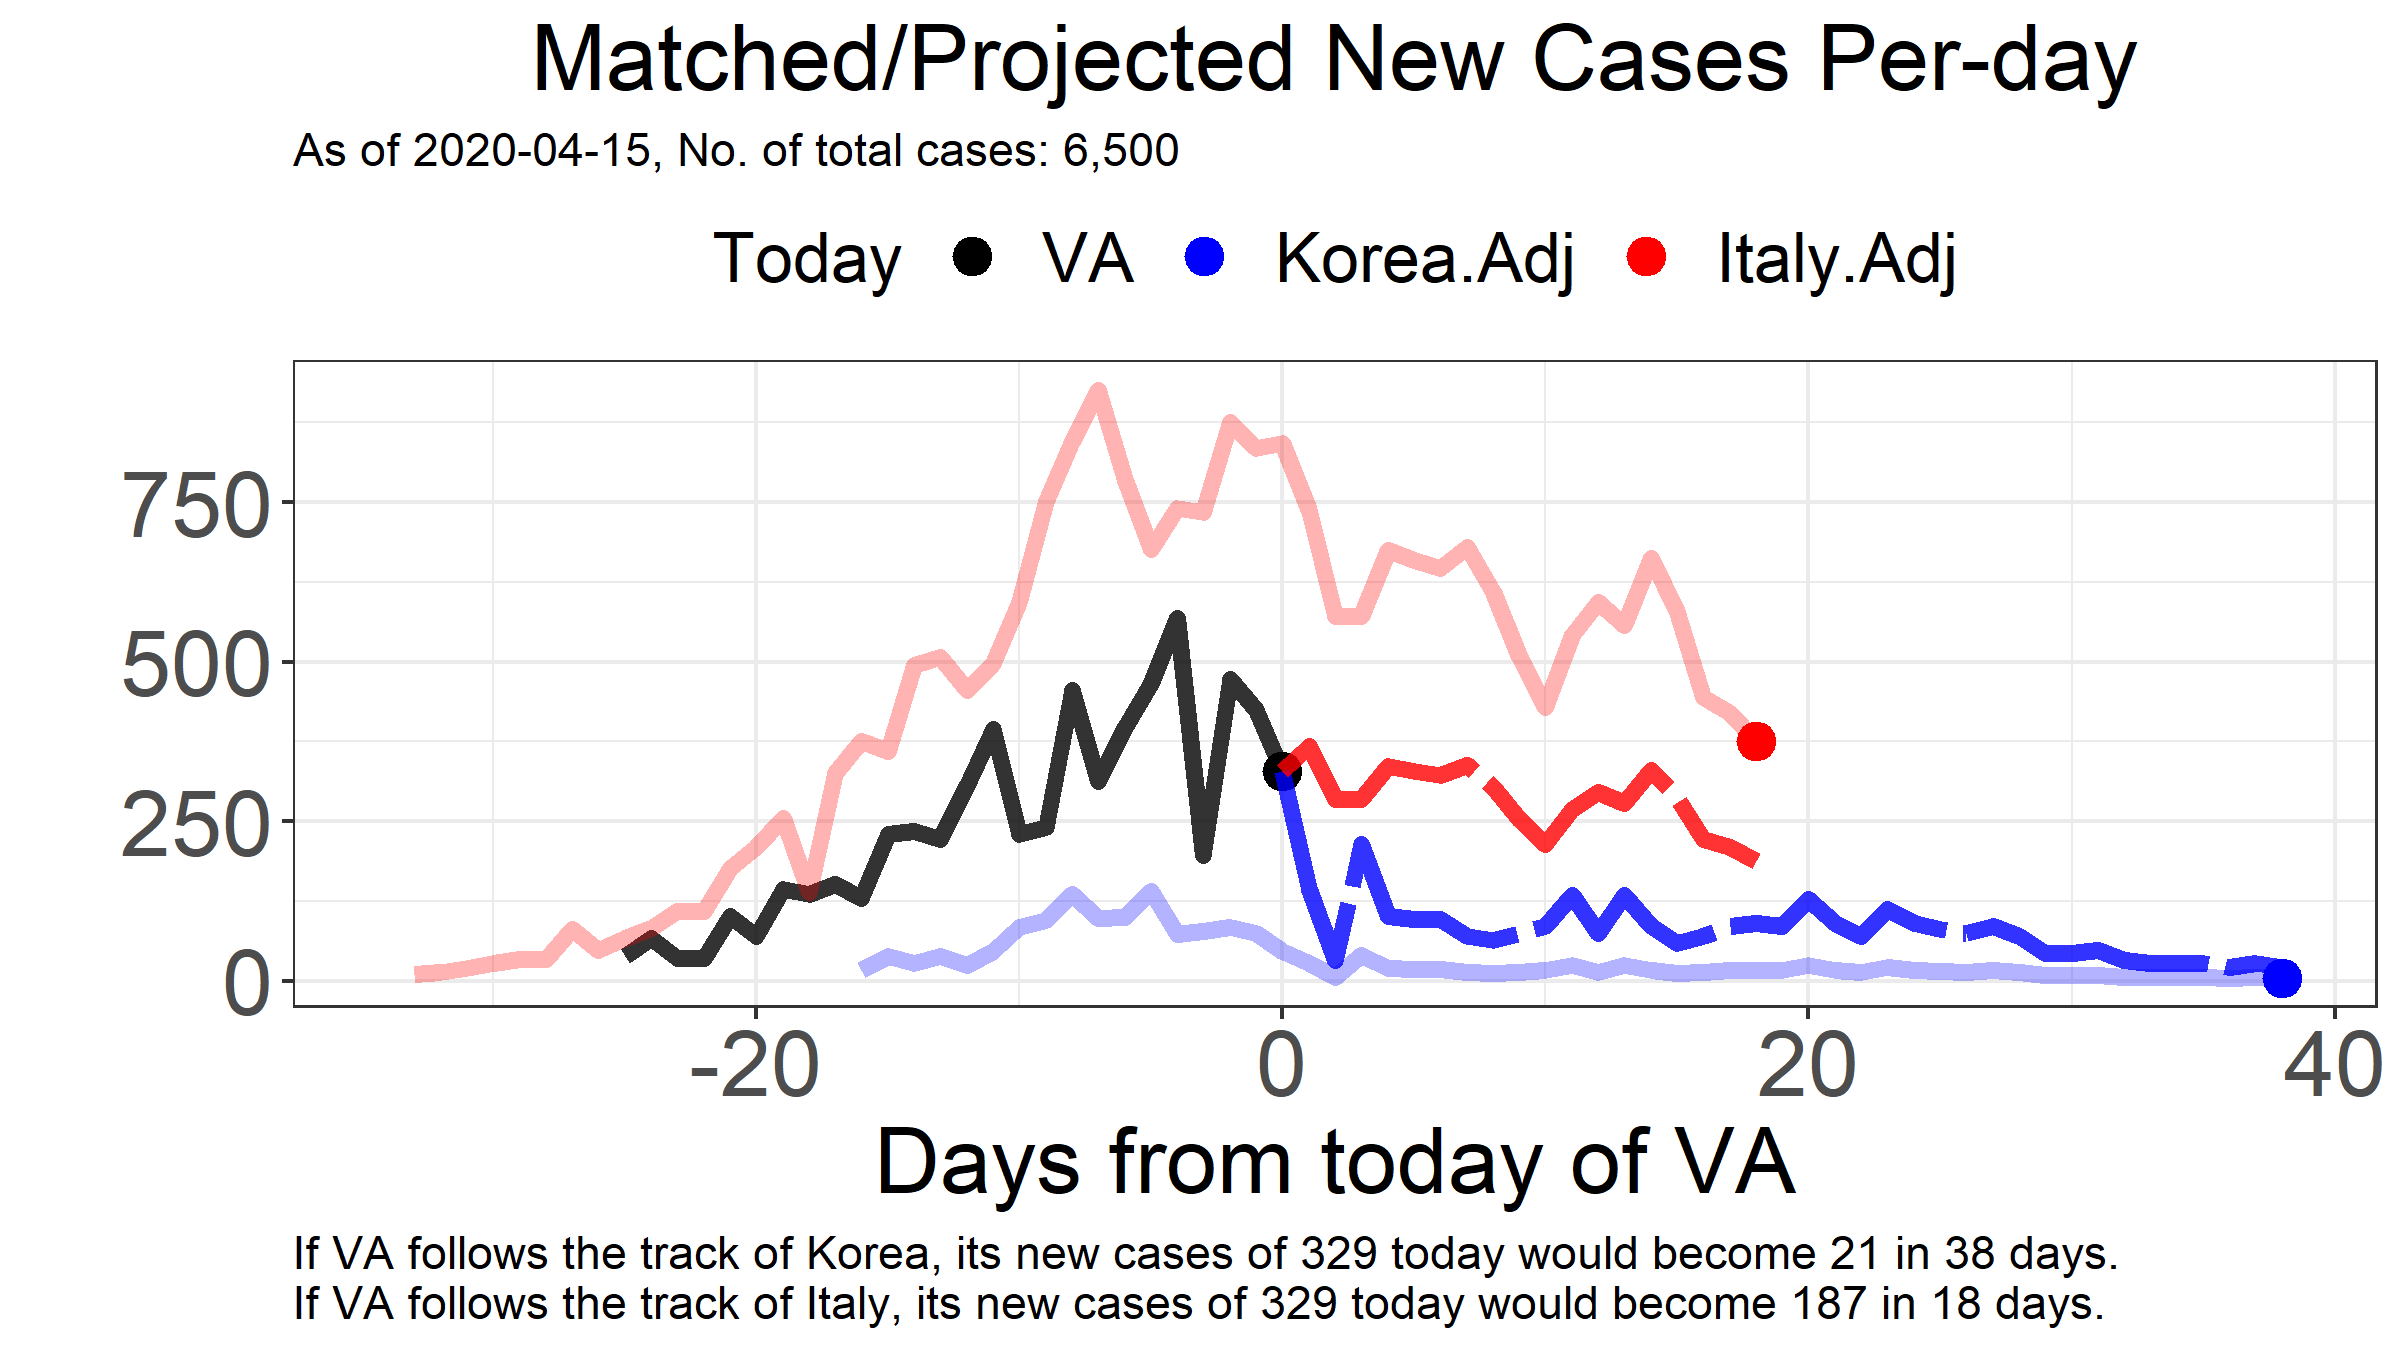 Matched/Projected New Cases Per-day
As of 2020-04-15, No. of total cases: 6,500
Today VA Korea.Adj Italy.Adj
750
500
250
0
-20 0 20 40
Days from today of VA
If VA follows the track of Korea, its new cases of 329 today would become 21 in 38 days.
If VA follows the track of Italy, its new cases of 329 today would become 187 in 18 days.